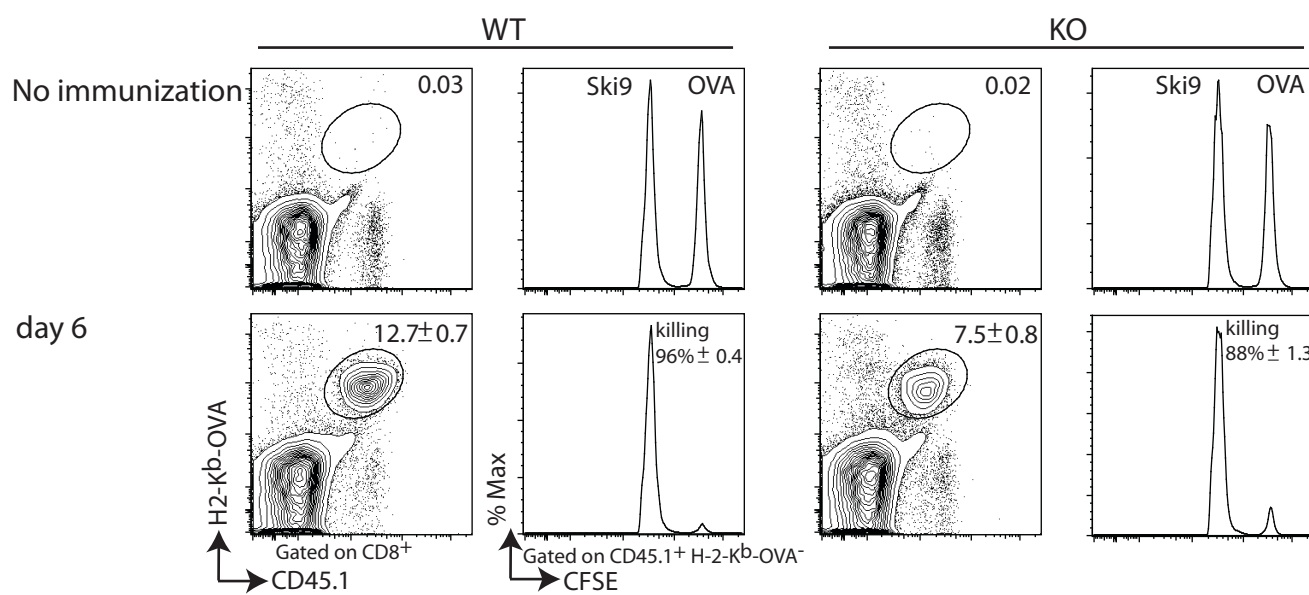 WT
KO
No immunization
0.03
Ski9 OVA
0.02
Ski9 OVA
day 6
12.7±0.7
killing
96%± 0.4
7.5±0.8
killing
88%± 1.3
H2-Kb-OVA
Gated on CD8+
CD45.1
% Max
Gated on CD45.1+ H-2-Kb-OVA-
CFSE